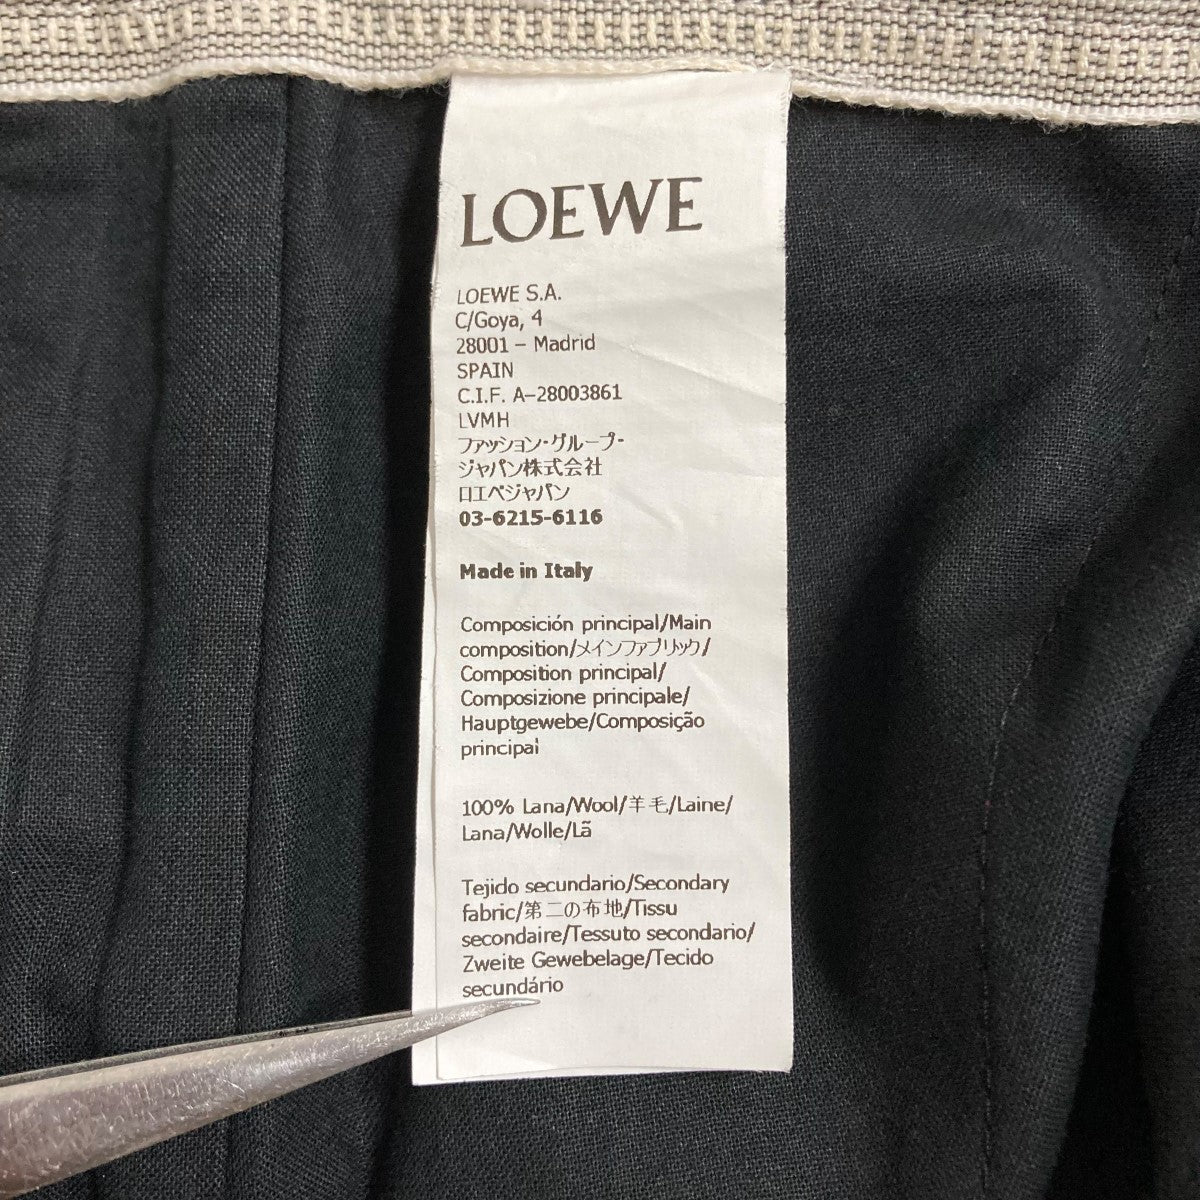 LOEWE
LOEWE S.A.
C/Goya, 4
28001 – Madrid
SPAIN
C.I.F. A–28003861
LVMH
ファッション・グループ・
ジャパン株式会社
ロエベジャパン
03-6215-6116
Made in Italy
Composición principal/Main
composition/メインファブリック/
Composition principal/
Composizione principale/
Hauptgewebe/Composição
principal
100% Lana/Wool/羊毛/Laine/
Lana/Wolle/Lã
Tejido secundario/Secondary
fabric/第二の布地/Tissu
secondaire/Tessuto secondario/
Zweite Gewebelage/Tecido
secundário